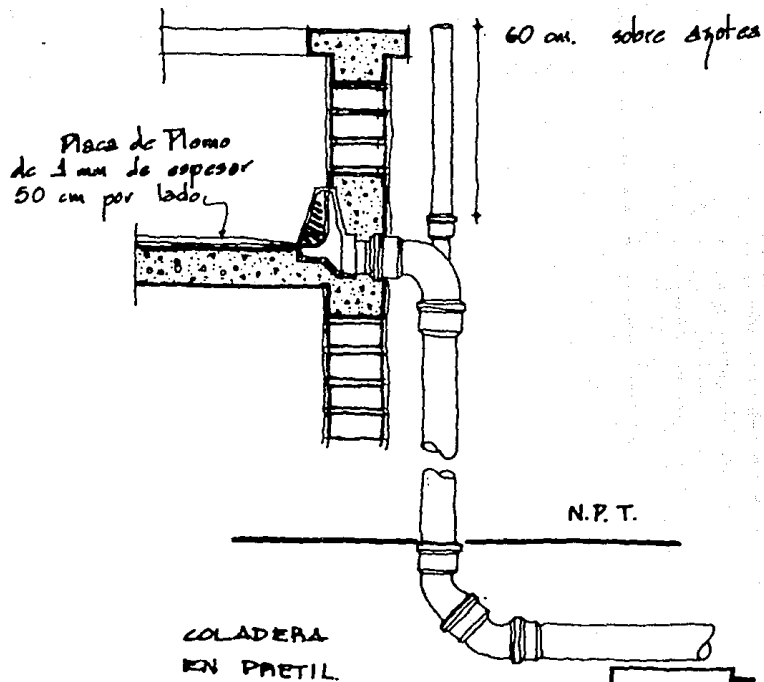 60 cm. sobre azotea
Placa de Plomo
de 1 mm de espesor
50 cm por lado
N.P.T.
COLADERA
EN PRETIL